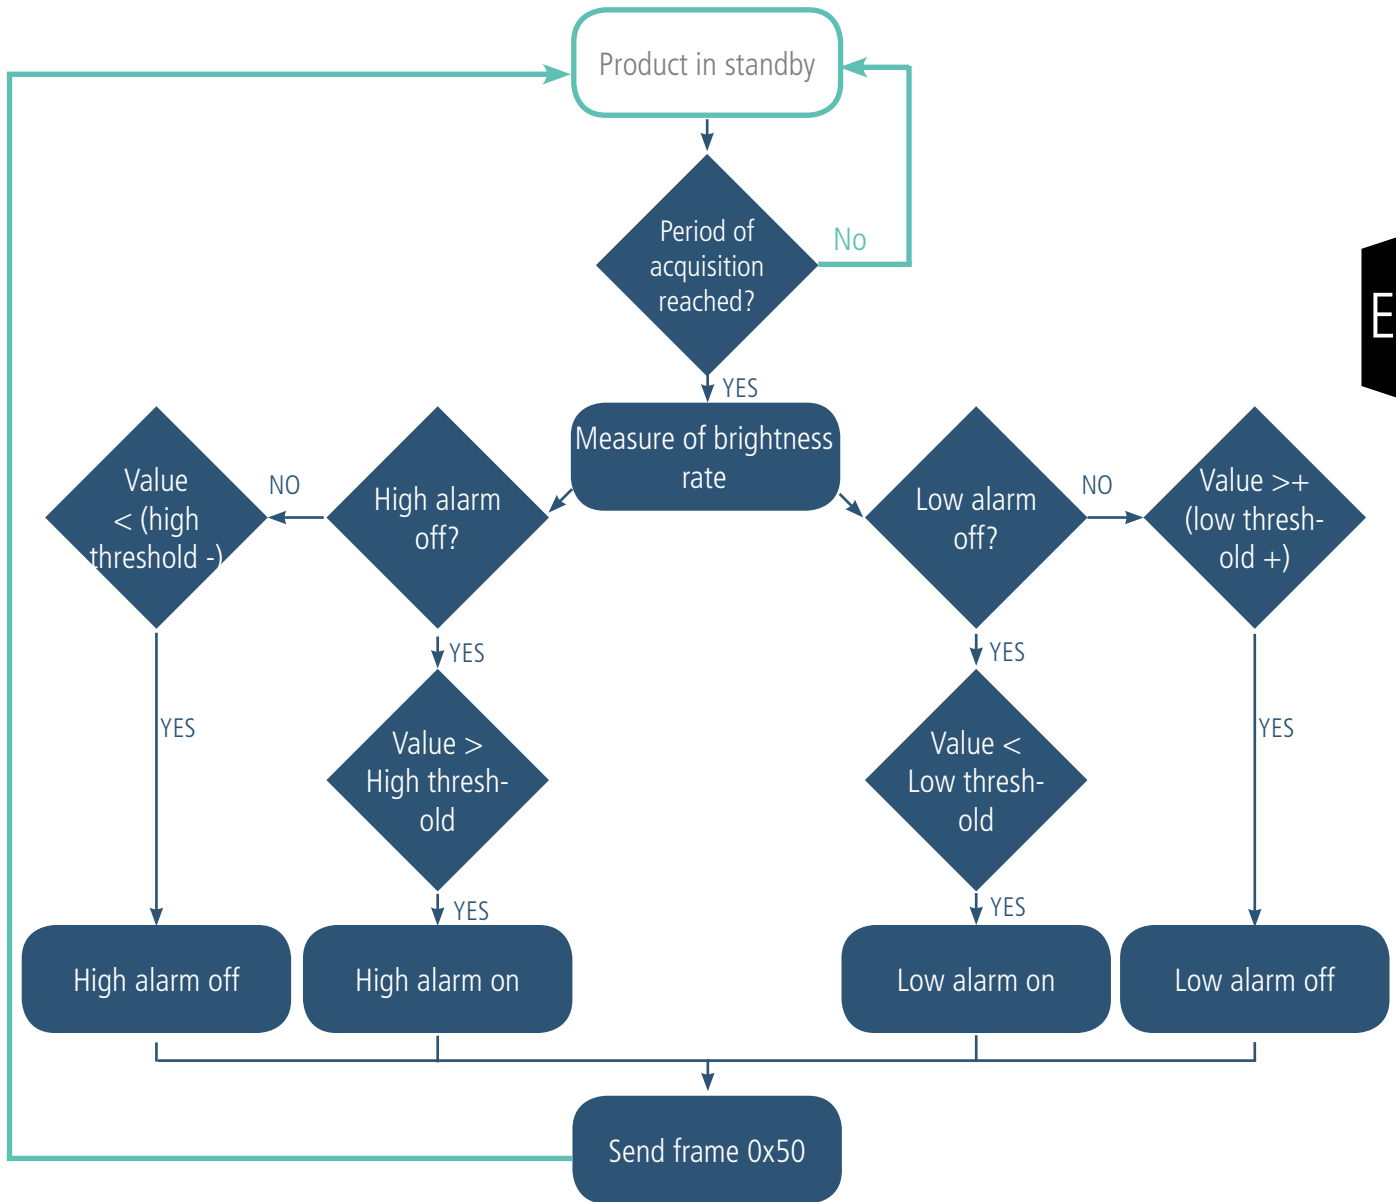 Product in standby
Period of
acquisition
reached?
No
E
YES
Measure of brightness
rate
Value
< (high
threshold -)
NO
High alarm
off?
Low alarm
off?
NO
Value >+
(low thresh-
old +)
YES
YES
YES
Value >
High thresh-
old
Value <
Low thresh-
old
YES
YES
YES
High alarm off
High alarm on
Low alarm on
Low alarm off
Send frame 0x50